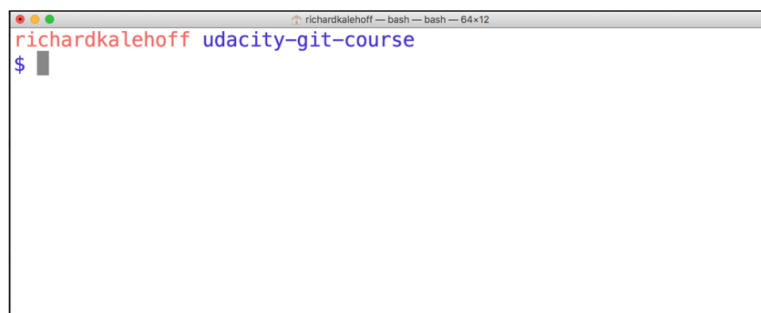 richardkalehoff — bash — bash — 64×12
richardkalehoff udacity-git-course
$